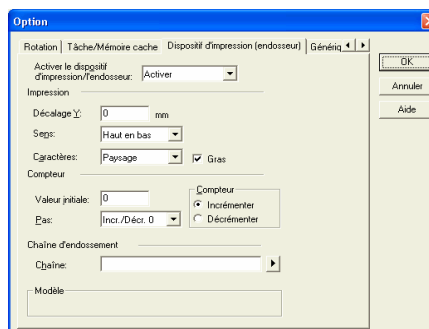 Option
Rotation Tâche/Mémoire cache Dispositif d'impression (endosseur) Génériq
OK
Annuler
Aide
Activer le dispositif d'impression/l'endosseur: Activer
Impression
Décalage Y: 0 mm
Sens: Haut en bas
Caractères: Paysage Gras
Compteur
Valeur initiale: 0
Pas: Incr./Décr. 0
Compteur
Incrémenter
Décrémenter
Chaîne d'endossement
Chaîne:
Modèle